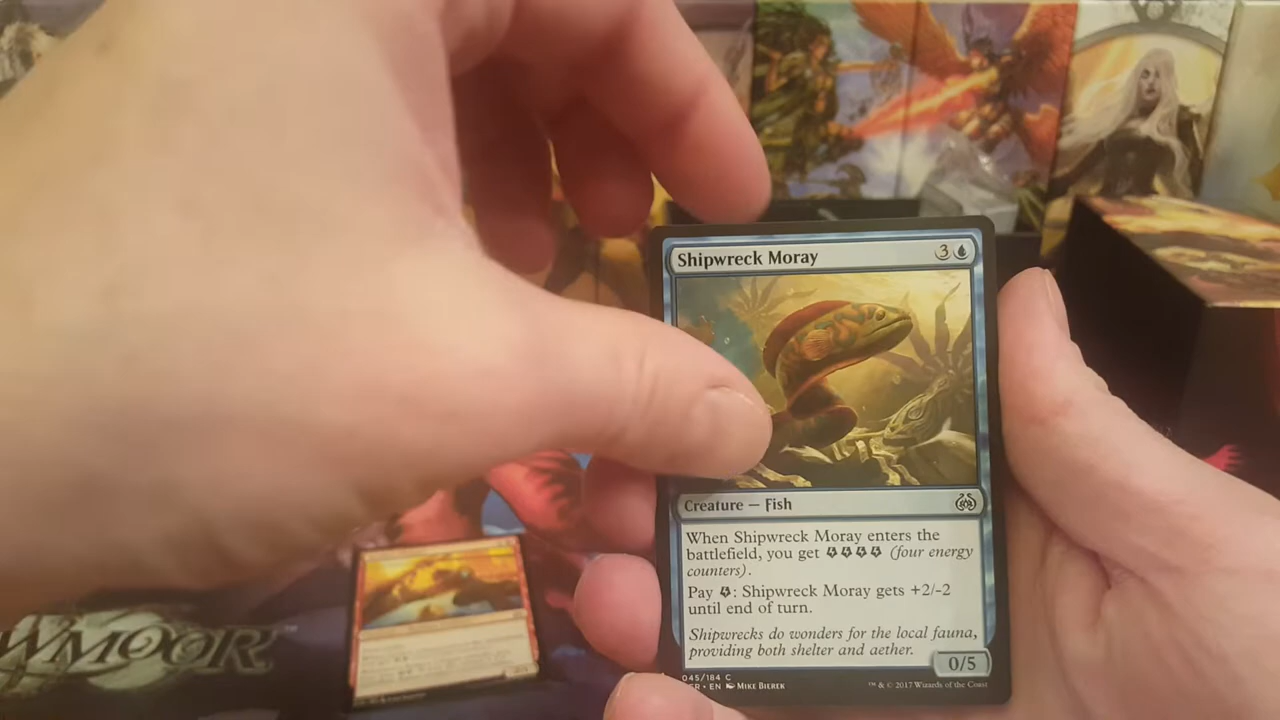 Shipwreck Moray 3
Creature — Fish
When Shipwreck Moray enters the
battlefield, you get (four energy
counters).
Pay : Shipwreck Moray gets +2/-2
until end of turn.
Shipwrecks do wonders for the local fauna,
providing both shelter and aether.
0/5
045/184 C
EN MIKE BIEREK
™ & © 2017 Wizards of the Coast
WMOOR™